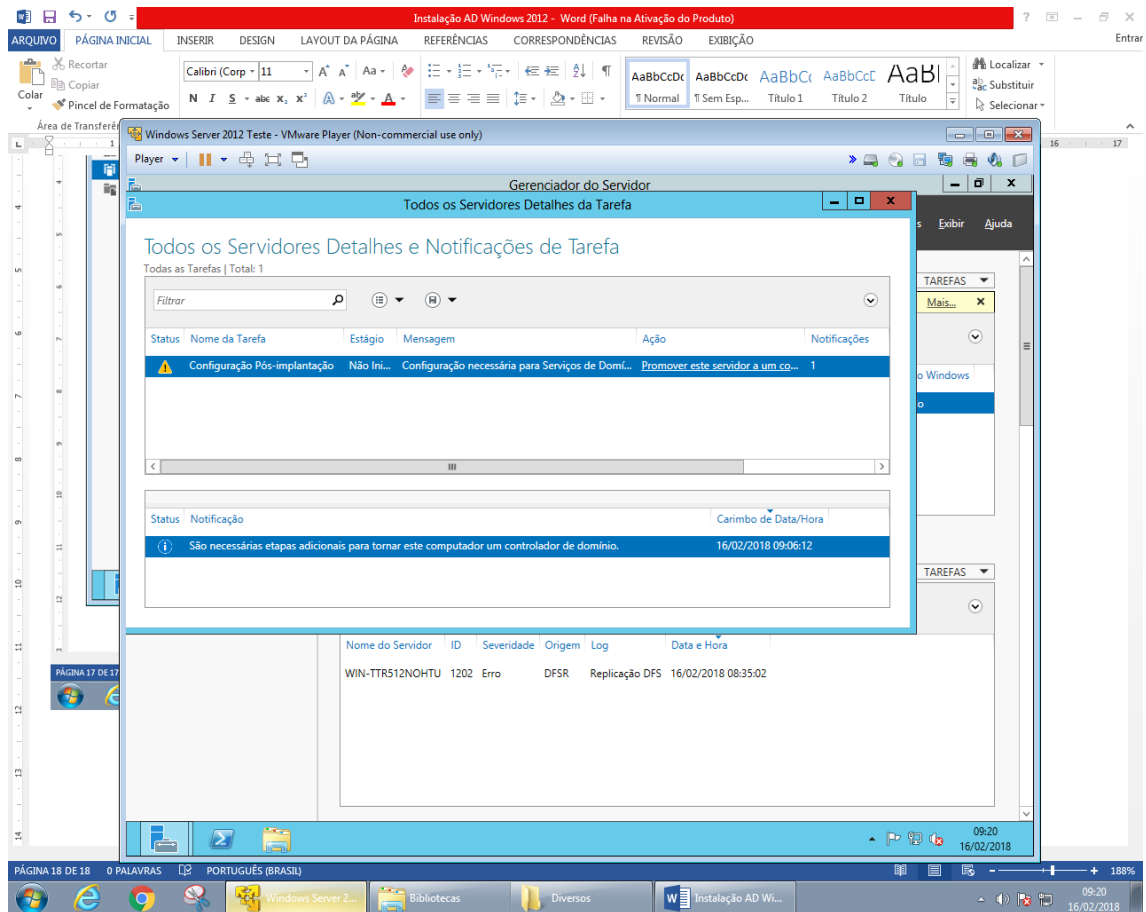 Instalação AD Windows 2012 - Word (Falha na Ativação do Produto)
ARQUIVO PÁGINA INICIAL INSERIR DESIGN LAYOUT DA PÁGINA REFERÊNCIAS CORRESPONDÊNCIAS REVISÃO EXIBIÇÃO Entrar
Recortar
Copiar
Colar
Pincel de Formatação
Área de Transferê
Calibri (Corp 11
AaBbCcDc AaBbCcDc AaBbC( AaBbCcD AaBl
¶ Normal ¶ Sem Esp... Título 1 Título 2 Título
Localizar
Substituir
Selecionar
Windows Server 2012 Teste - VMware Player (Non-commercial use only)
1 16 17
Player
Gerenciador do Servidor
Todos os Servidores Detalhes da Tarefa
s Exibir Ajuda
Todos os Servidores Detalhes e Notificações de Tarefa
Todas as Tarefas | Total: 1
TAREFAS
Filtrar
Mais...
Status Nome da Tarefa Estágio Mensagem Ação Notificações
Configuração Pós-implantação Não Ini... Configuração necessária para Serviços de Domí... Promover este servidor a um co... 1
o Windows
o
Status Notificação Carimbo de Data/Hora
São necessárias etapas adicionais para tornar este computador um controlador de domínio. 16/02/2018 09:06:12
TAREFAS
Nome do Servidor ID Severidade Origem Log Data e Hora
WIN-TTR512NOHTU 1202 Erro DFSR Replicação DFS 16/02/2018 08:35:02
PÁGINA 17 DE 17
09:20
16/02/2018
PÁGINA 18 DE 18 0 PALAVRAS PORTUGUÊS (BRASIL) 188%
Windows Server 2... Bibliotecas Diversos Instalação AD Wi...
09:20
16/02/2018